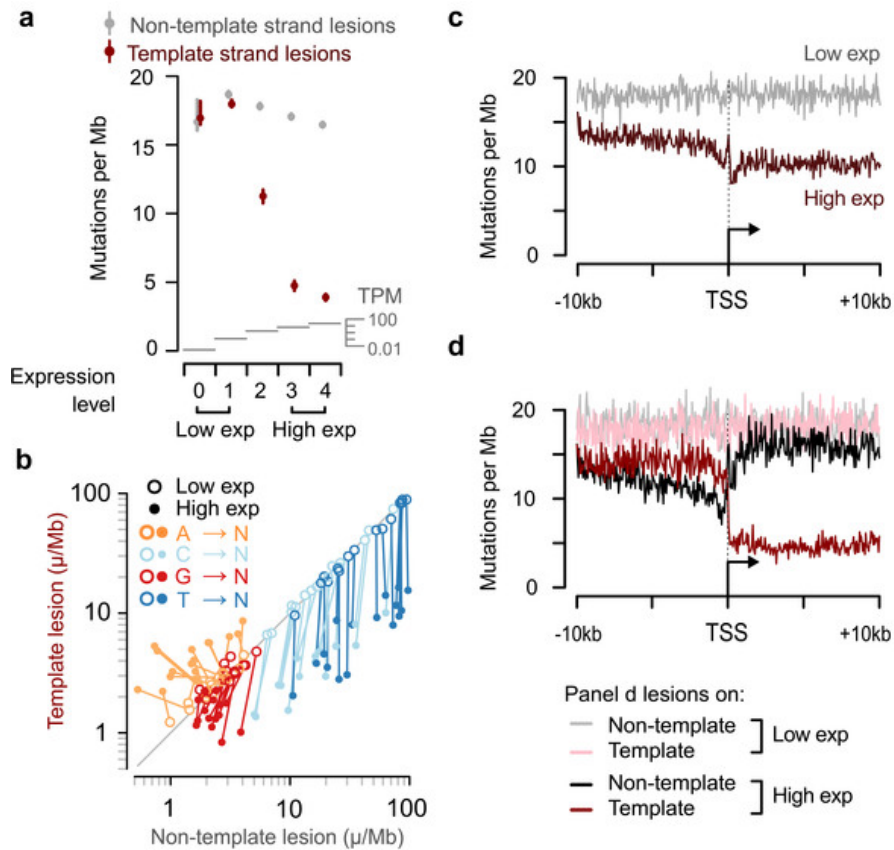 a
Non-template strand lesions
Template strand lesions
Mutations per Mb
20
15
10
5
0
TPM
100
0.01
Expression level
0 1 2 3 4
Low exp High exp
b
Template lesion (μ/Mb)
100
10
1
Low exp
High exp
A → N
C → N
G → N
T → N
1 10 100
Non-template lesion (μ/Mb)
c
Mutations per Mb
20
10
0
Low exp
High exp
-10kb TSS +10kb
d
Mutations per Mb
20
15
10
5
0
-10kb TSS +10kb
Panel d lesions on:
Non-template
Template
Low exp
Non-template
Template
High exp